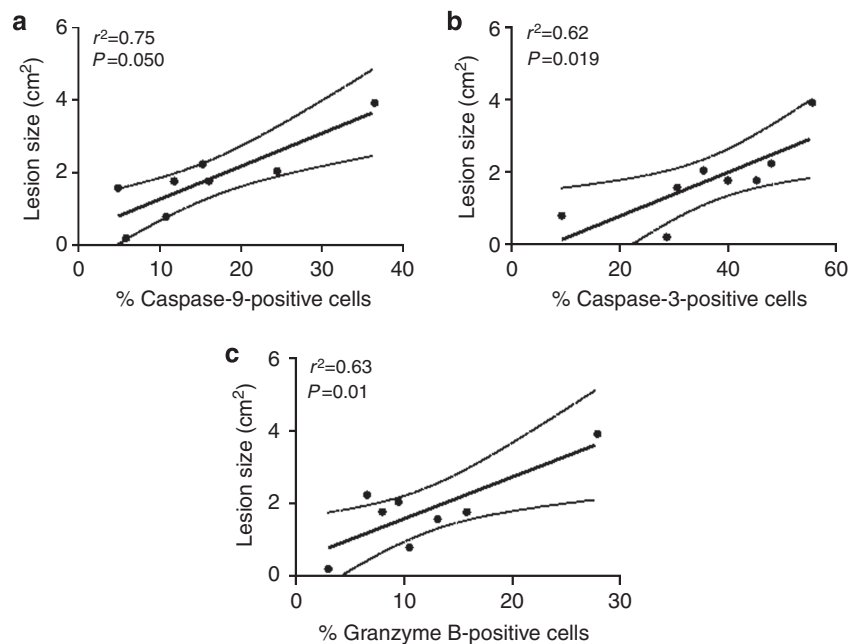 a
r²=0.75
P=0.050
Lesion size (cm²)
6
4
2
0
0 10 20 30 40
% Caspase-9-positive cells
b
r²=0.62
P=0.019
Lesion size (cm²)
6
4
2
0
0 20 40 60
% Caspase-3-positive cells
c
r²=0.63
P=0.01
Lesion size (cm²)
6
4
2
0
0 10 20 30
% Granzyme B-positive cells